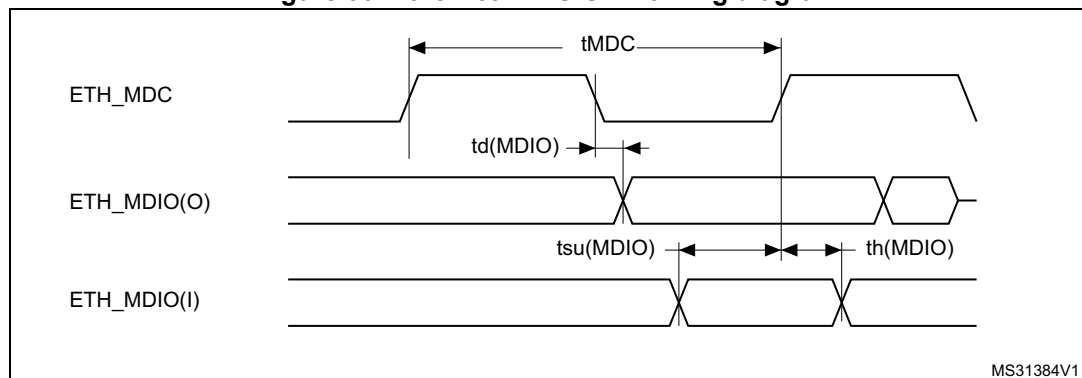 tMDC
ETH_MDC
td(MDIO)
ETH_MDIO(O)
tsu(MDIO)
th(MDIO)
ETH_MDIO(I)
MS31384V1